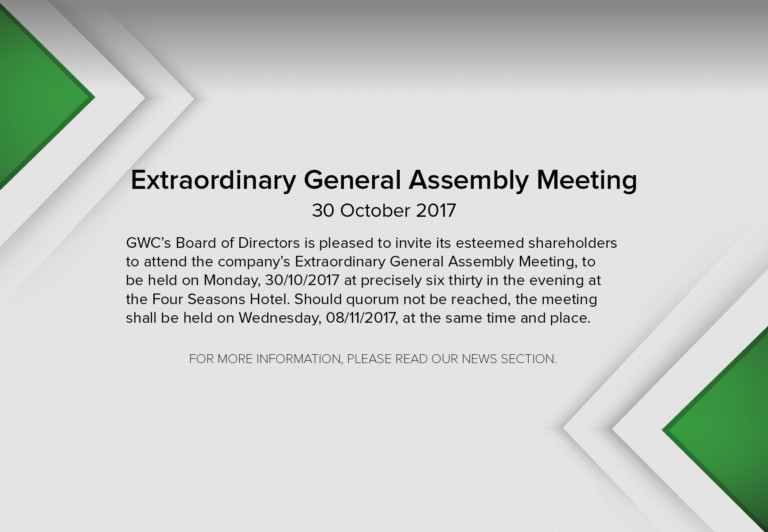 Extraordinary General Assembly Meeting
30 October 2017
GWC's Board of Directors is pleased to invite its esteemed shareholders
to attend the company's Extraordinary General Assembly Meeting, to
be held on Monday, 30/10/2017 at precisely six thirty in the evening at
the Four Seasons Hotel. Should quorum not be reached, the meeting
shall be held on Wednesday, 08/11/2017, at the same time and place.
FOR MORE INFORMATION, PLEASE READ OUR NEWS SECTION.